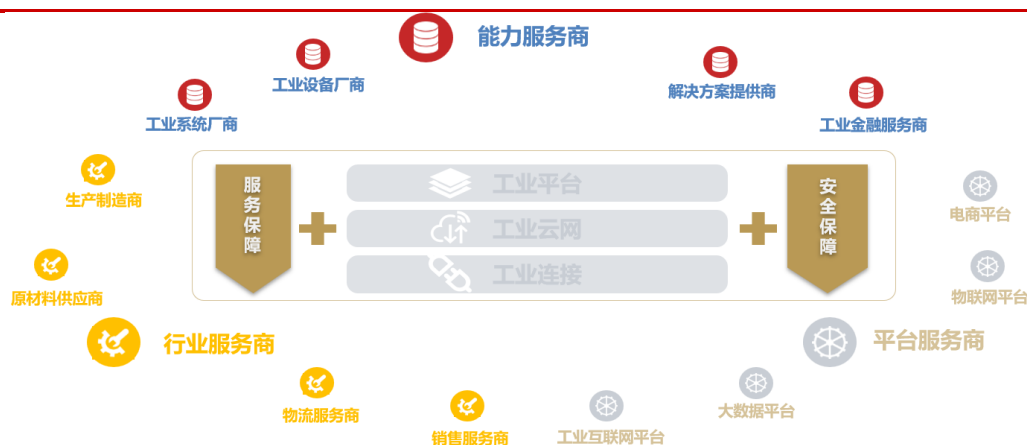 能力服务商
工业设备厂商
解决方案提供商
工业系统厂商
工业金融服务商
生产制造商
服务保障
工业平台
安全保障
电商平台
工业云网
原材料供应商
工业连接
物联网平台
行业服务商
平台服务商
物流服务商
大数据平台
销售服务商
工业互联网平台